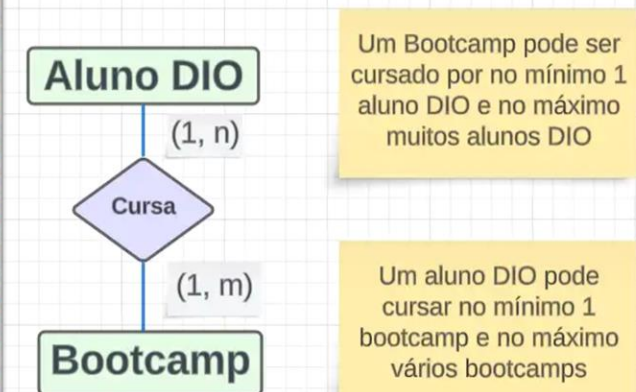 Aluno DIO
(1, n)
Cursa
(1, m)
Bootcamp
Um Bootcamp pode ser
cursado por no mínimo 1
aluno DIO e no máximo
muitos alunos DIO
Um aluno DIO pode
cursar no mínimo 1
bootcamp e no máximo
vários bootcamps